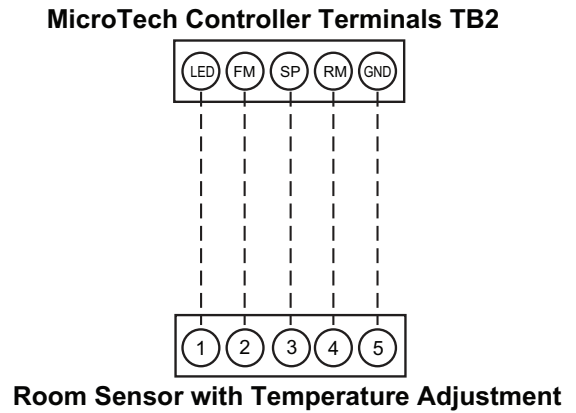 MicroTech Controller Terminals TB2
LED FM SP RM GND
1 2 3 4 5
Room Sensor with Temperature Adjustment